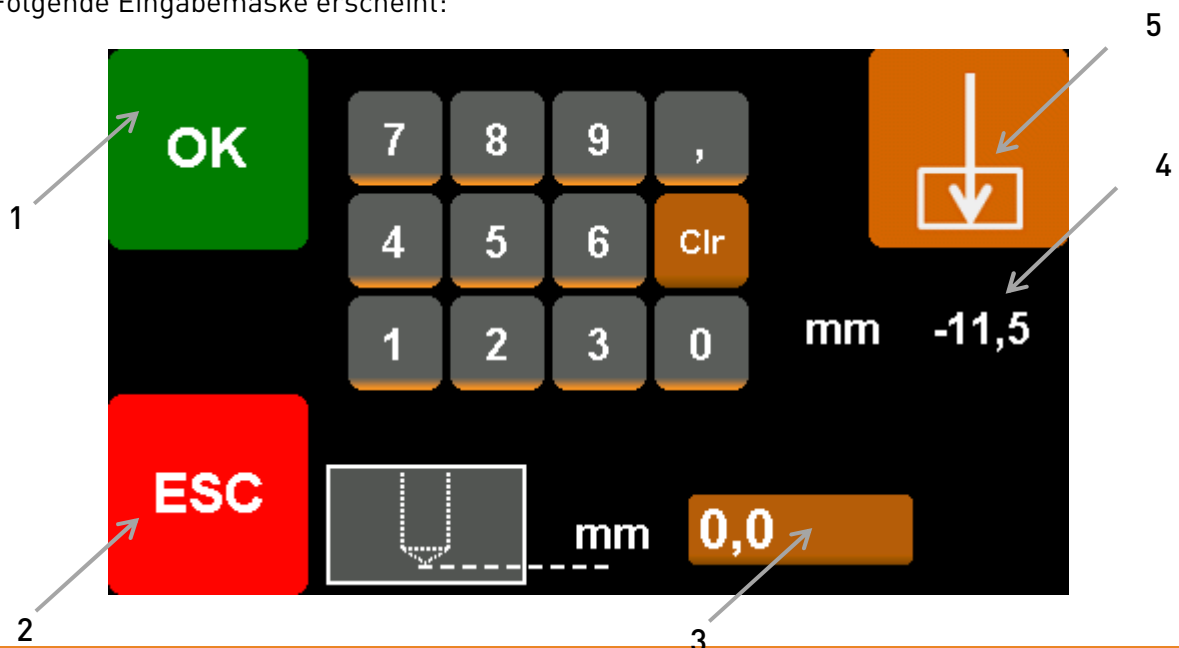 Folgende Eingabemaske erscheint:
5
OK
7 8 9 ,
4
1
4 5 6 Clr
1 2 3 0
mm -11,5
ESC
mm 0,0
2
3